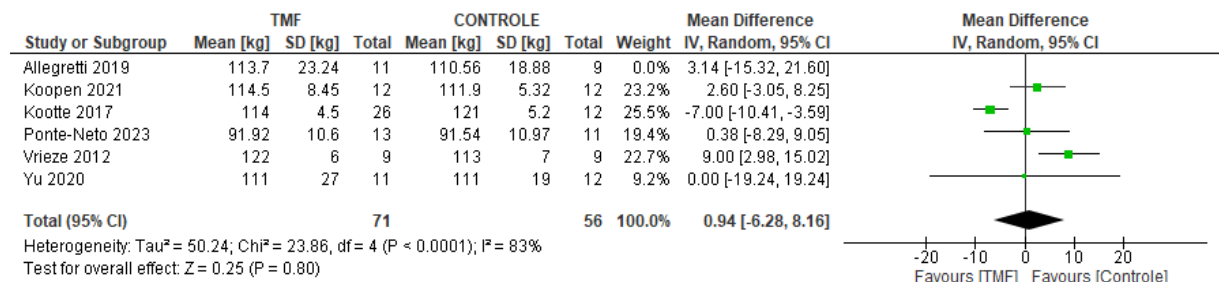 TMF CONTROLE Mean Difference Mean Difference
Study or Subgroup Mean [kg] SD [kg] Total Mean [kg] SD [kg] Total Weight IV, Random, 95% CI IV, Random, 95% CI
Allegretti 2019 113.7 23.24 11 110.56 18.88 9 0.0% 3.14 [-15.32, 21.60]
Koopen 2021 114.5 8.45 12 111.9 5.32 12 23.2% 2.60 [-3.05, 8.25]
Kootte 2017 114 4.5 26 121 5.2 12 25.5% -7.00 [-10.41, -3.59]
Ponte-Neto 2023 91.92 10.6 13 91.54 10.97 11 19.4% 0.38 [-8.29, 9.05]
Vrieze 2012 122 6 9 113 7 9 22.7% 9.00 [2.98, 15.02]
Yu 2020 111 27 11 111 19 12 9.2% 0.00 [-19.24, 19.24]
Total (95% CI) 71 56 100.0% 0.94 [-6.28, 8.16]
Heterogeneity: Tau² = 50.24; Chi² = 23.86, df = 4 (P < 0.0001); I² = 83%
Test for overall effect: Z = 0.25 (P = 0.80)
-20 -10 0 10 20
Favours [TMF] Favours [Controle]